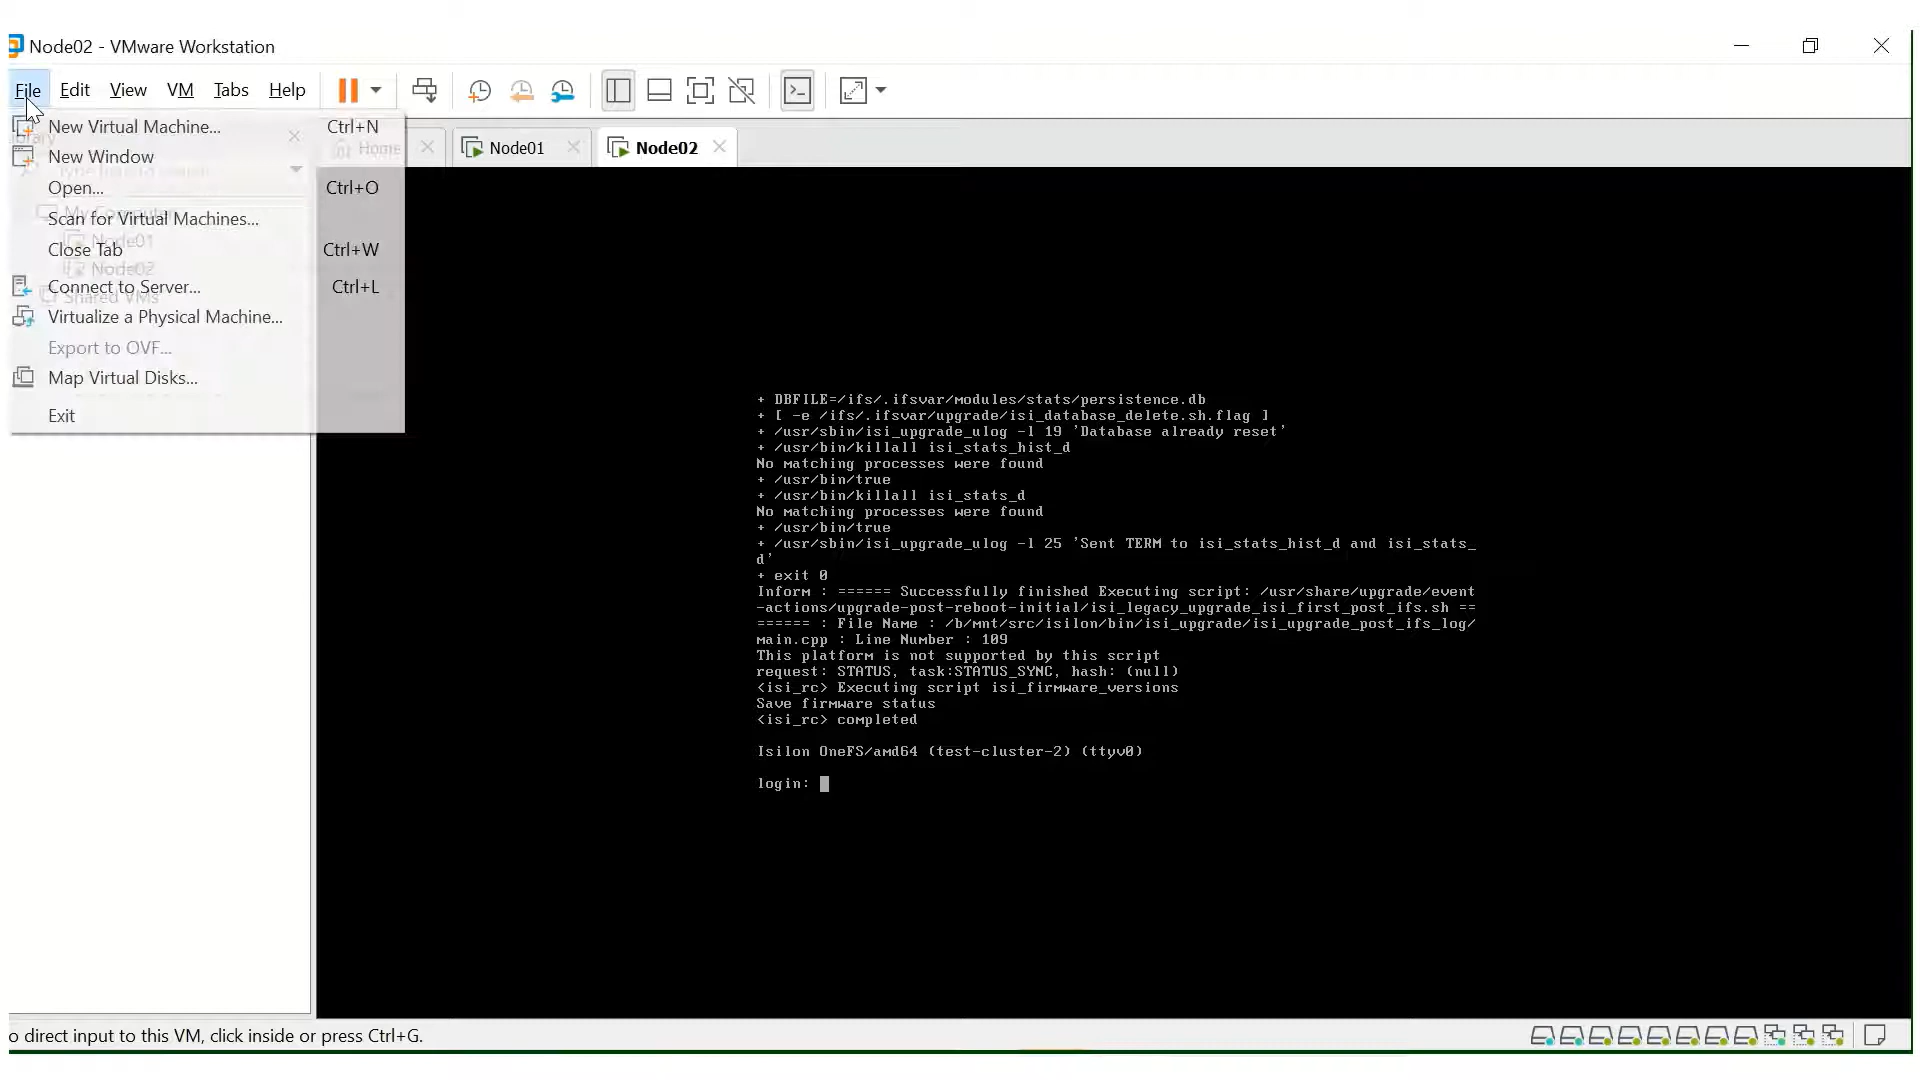 Node02 - VMware Workstation
File Edit View VM Tabs Help
New Virtual Machine... Ctrl+N
New Window
Open... Ctrl+O
Scan for Virtual Machines...
Close Tab Ctrl+W
Connect to Server... Ctrl+L
Virtualize a Physical Machine...
Export to OVF...
Map Virtual Disks...
Exit
My Computer
Node01
Node02
Shared VMs
Home Node01 Node02
+ DBFILE=/ifs/.ifsvar/modules/stats/persistence.db
+ [ -e /ifs/.ifsvar/upgrade/isi_database_delete.sh.flag ]
+ /usr/sbin/isi_upgrade_ulog -l 19 'Database already reset'
+ /usr/bin/killall isi_stats_hist_d
No matching processes were found
+ /usr/bin/true
+ /usr/bin/killall isi_stats_d
No matching processes were found
+ /usr/bin/true
+ /usr/sbin/isi_upgrade_ulog -l 25 'Sent TERM to isi_stats_hist_d and isi_stats_
d'
+ exit 0
Inform : ====== Successfully finished Executing script: /usr/share/upgrade/event
-actions/upgrade-post-reboot-initial/isi_legacy_upgrade_isi_first_post_ifs.sh ==
====== : File Name : /b/mnt/src/isilon/bin/isi_upgrade/isi_upgrade_post_ifs_log/
main.cpp : Line Number : 109
This platform is not supported by this script
request: STATUS, task:STATUS_SYNC, hash: (null)
<isi_rc> Executing script isi_firmware_versions
Save firmware status
<isi_rc> completed
Isilon OneFS/amd64 (test-cluster-2) (ttyv0)
login:
o direct input to this VM, click inside or press Ctrl+G.